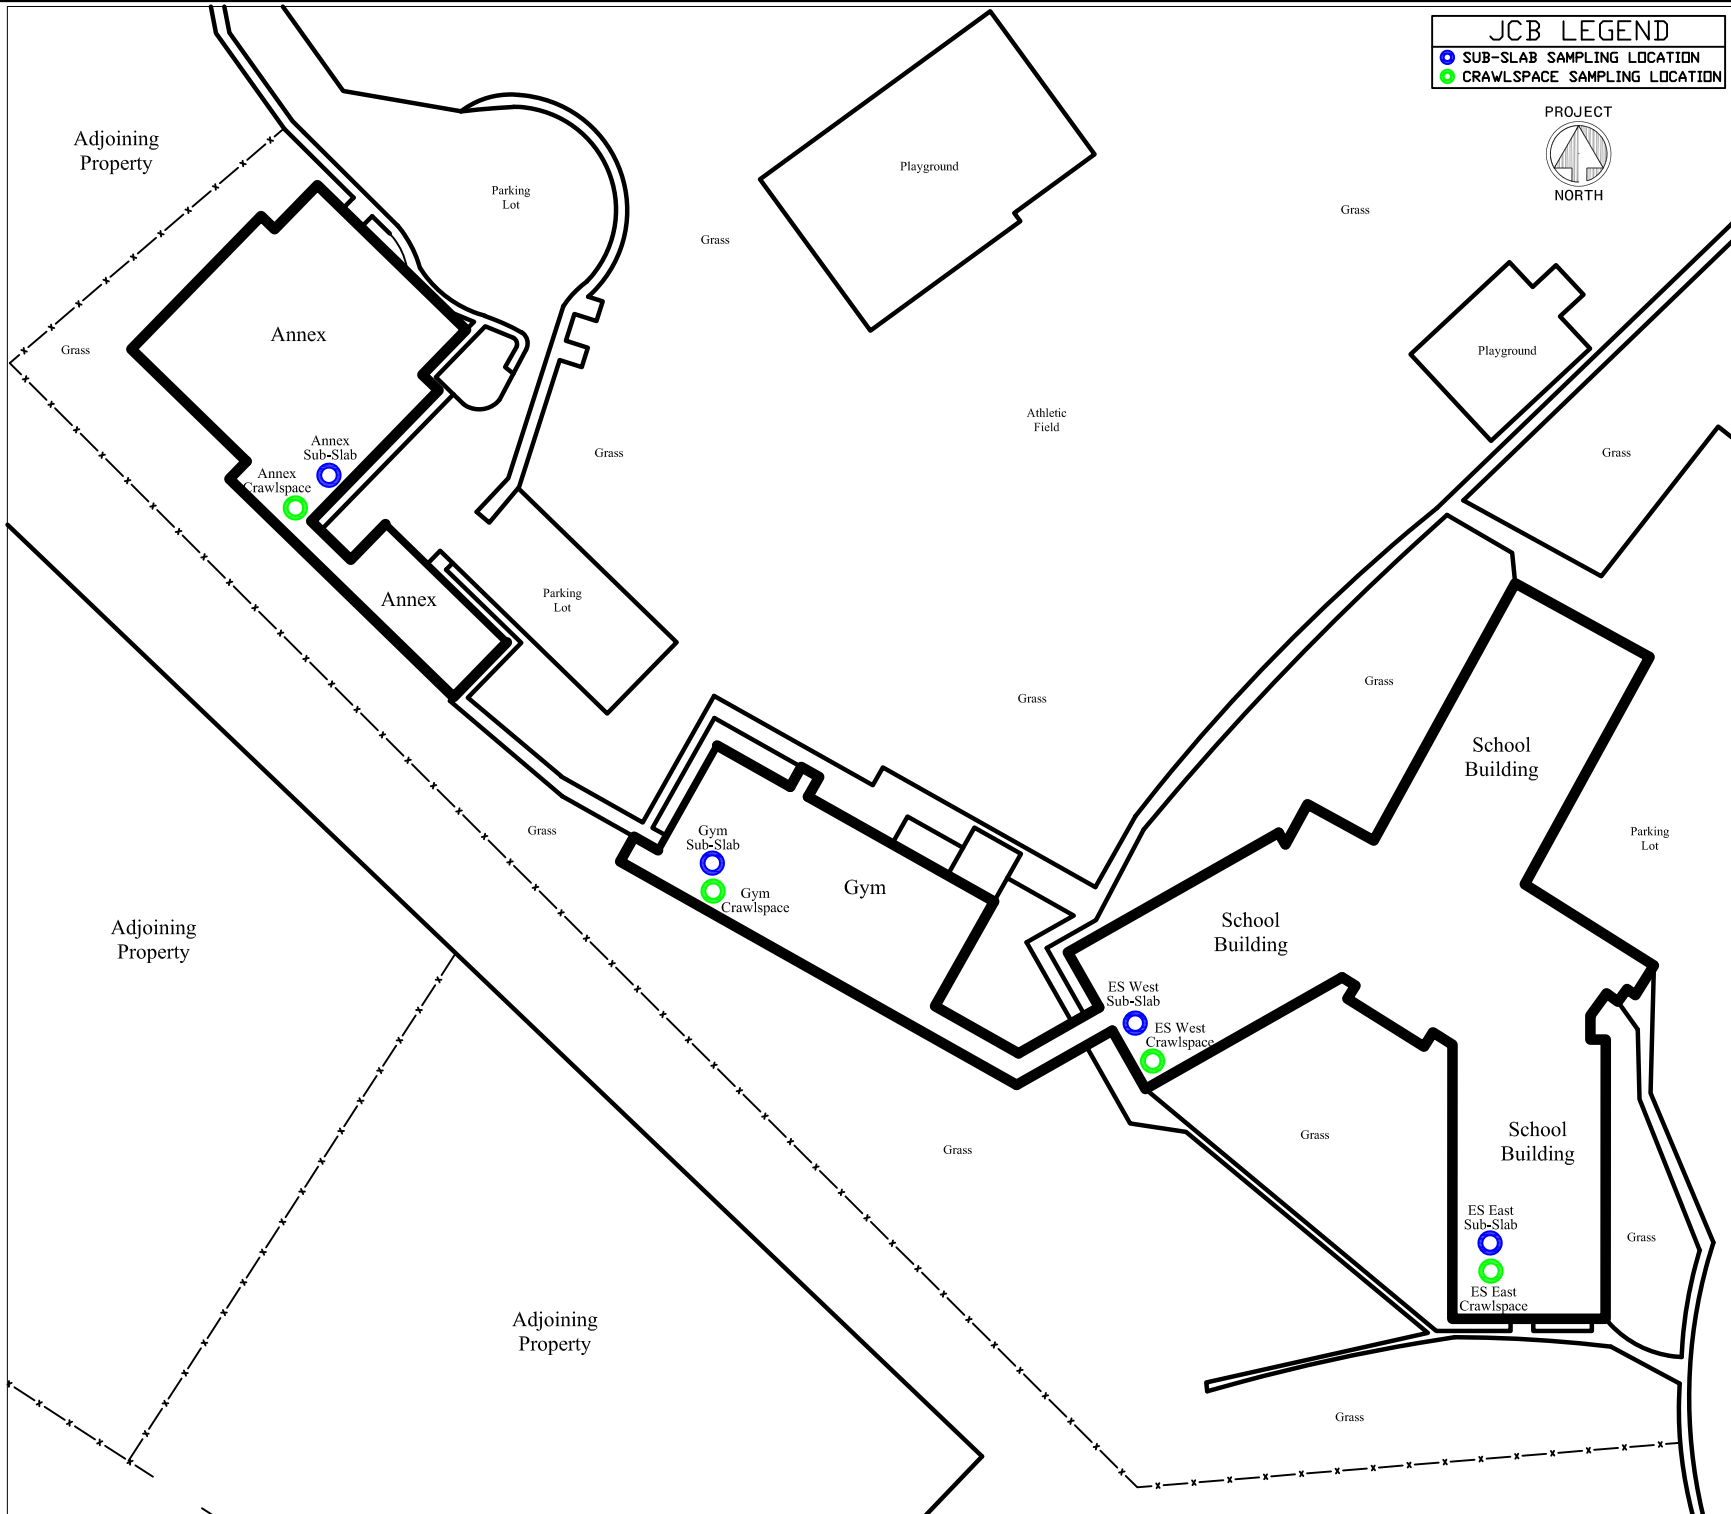 JCB LEGEND
SUB-SLAB SAMPLING LOCATION
CRAWLSPACE SAMPLING LOCATION
PROJECT
NORTH
Adjoining
Property
Parking
Lot
Playground
Grass
Grass
Annex
Grass
Playground
Athletic
Field
Grass
Grass
Annex
Sub-Slab
Annex
Crawlspace
Annex
Parking
Lot
Grass
Grass
School
Building
Grass
Gym
Sub-Slab
Gym
Gym
Crawlspace
Parking
Lot
Adjoining
Property
School
Building
ES West
Sub-Slab
ES West
Crawlspace
Grass
Grass
School
Building
ES East
Sub-Slab
Grass
ES East
Crawlspace
Adjoining
Property
Grass